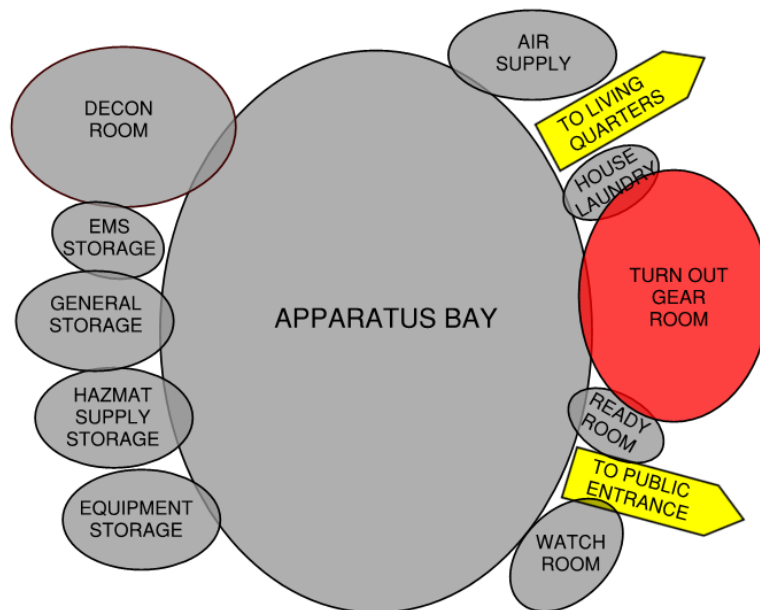 AIR
SUPPLY
TO LIVING
QUARTERS
DECON
ROOM
HOUSE
LAUNDRY
EMS
STORAGE
TURN OUT
GEAR
ROOM
GENERAL
STORAGE
APPARATUS BAY
HAZMAT
SUPPLY
STORAGE
READY
ROOM
TO PUBLIC
ENTRANCE
EQUIPMENT
STORAGE
WATCH
ROOM